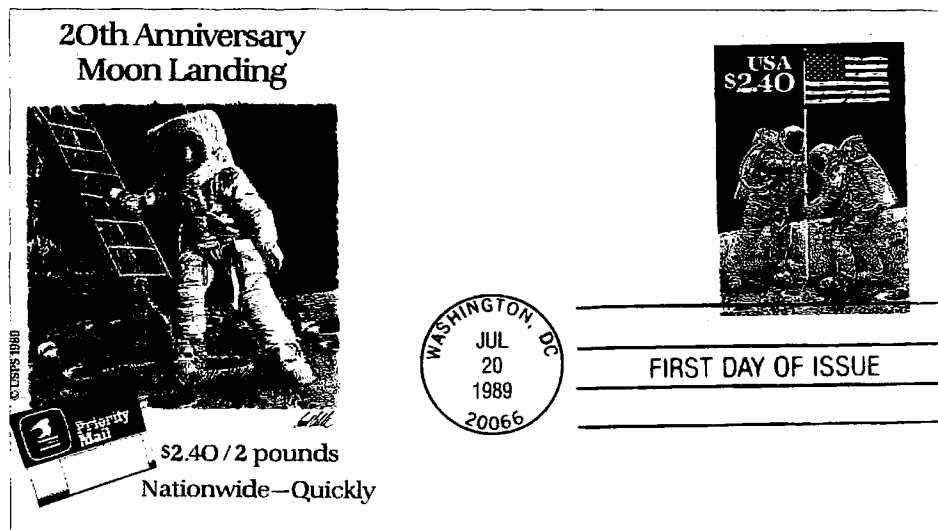 20th Anniversary
Moon Landing
USA
$2.40
© USPS 1989
Priority
Mail
$2.40 / 2 pounds
Nationwide—Quickly
WASHINGTON, DC
JUL
20
1989
20066
FIRST DAY OF ISSUE